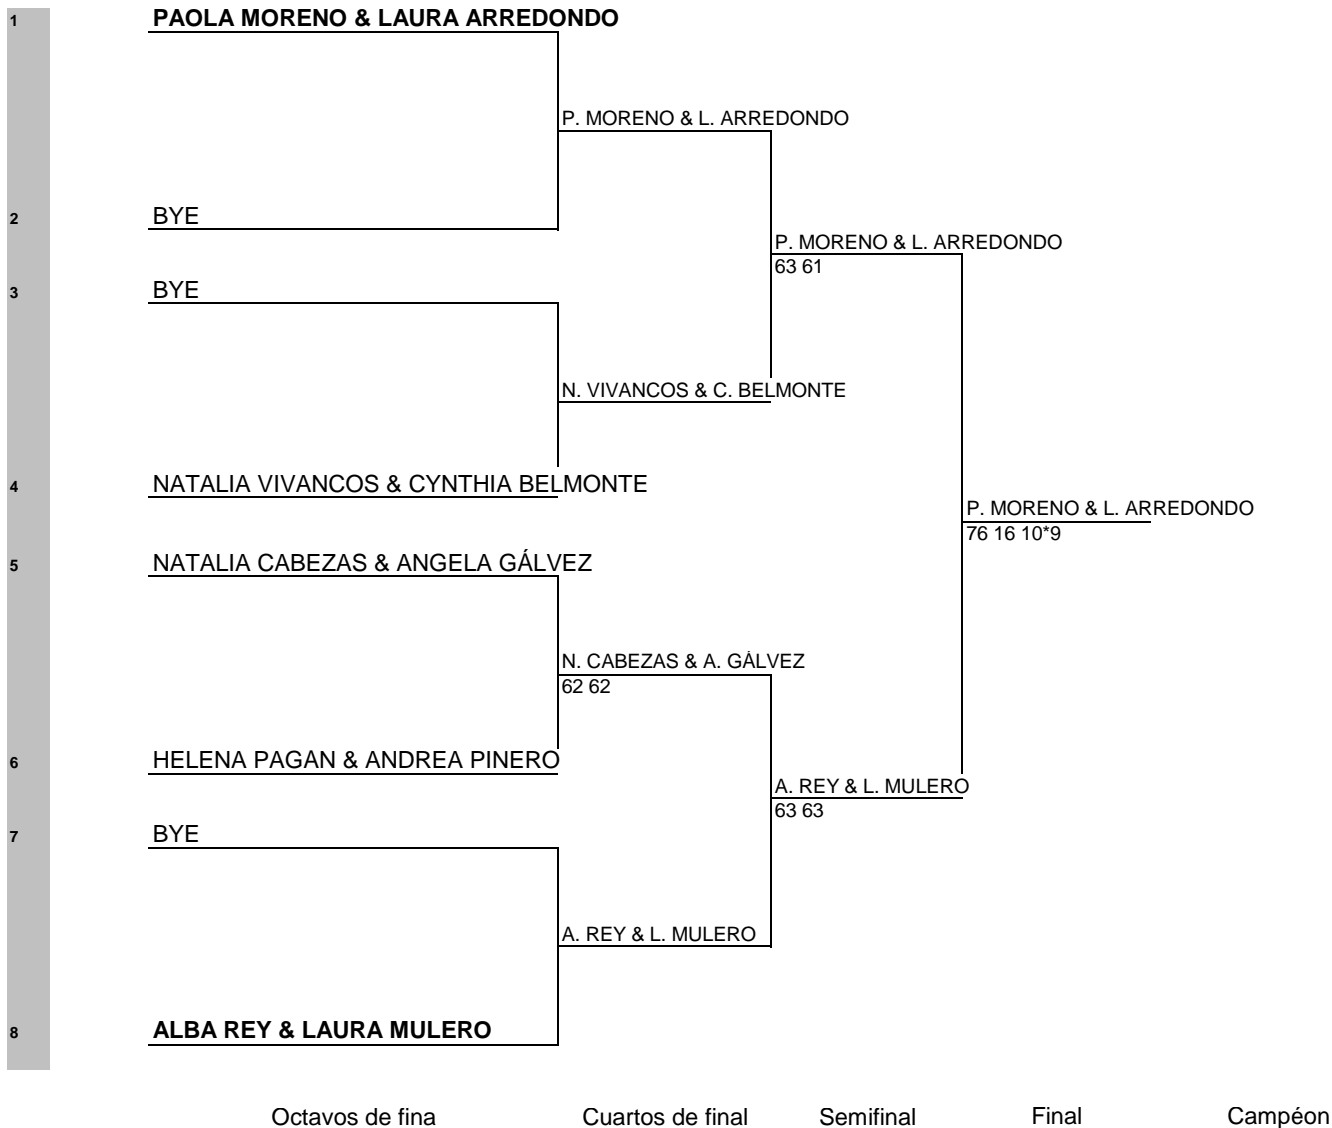 1 PAOLA MORENO & LAURA ARREDONDO
P. MORENO & L. ARREDONDO
2 BYE
P. MORENO & L. ARREDONDO
63 61
3 BYE
N. VIVANCOS & C. BELMONTE
4 NATALIA VIVANCOS & CYNTHIA BELMONTE
P. MORENO & L. ARREDONDO
76 16 10*9
5 NATALIA CABEZAS & ANGELA GÁLVEZ
N. CABEZAS & A. GÁLVEZ
62 62
6 HELENA PAGAN & ANDREA PINERO
A. REY & L. MULERO
63 63
7 BYE
A. REY & L. MULERO
8 ALBA REY & LAURA MULERO
Octavos de fina Cuartos de final Semifinal Final Campéon